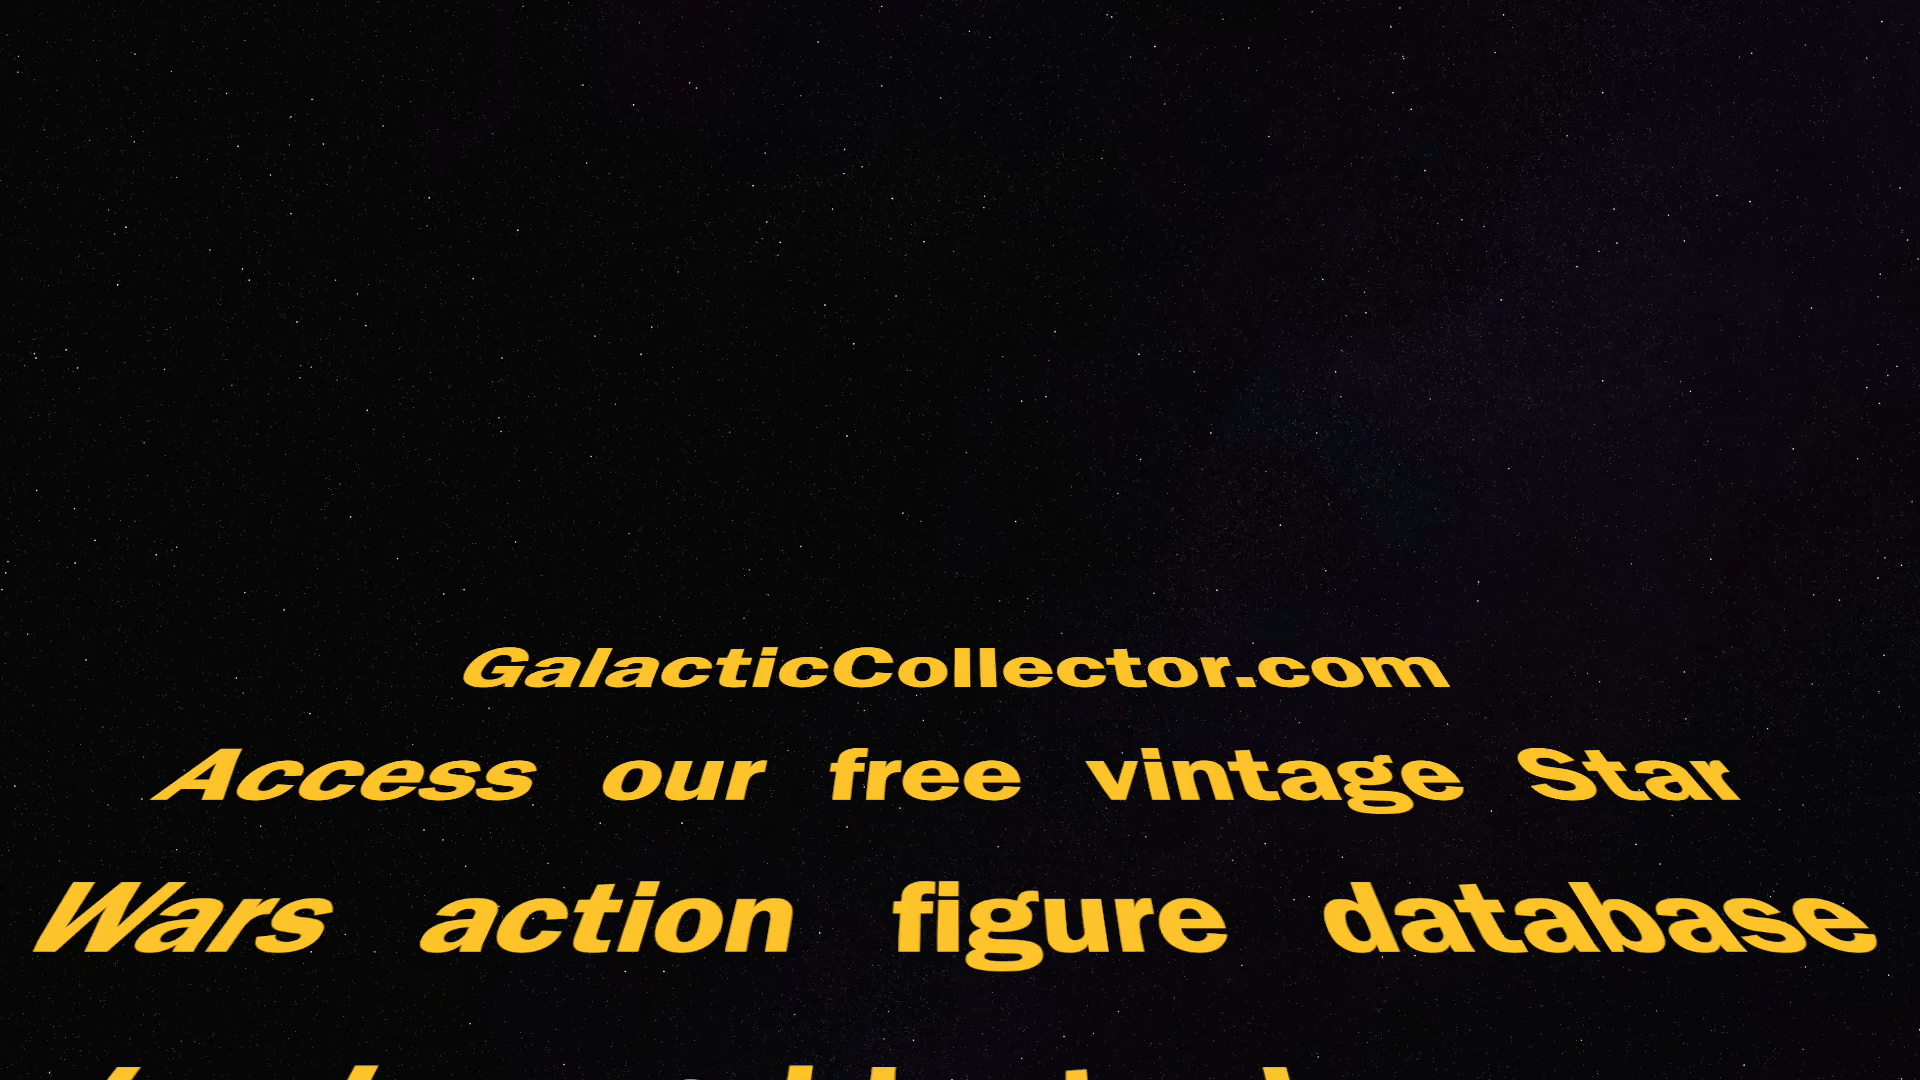 GalacticCollector.com
Access our free vintage Star
Wars action figure database